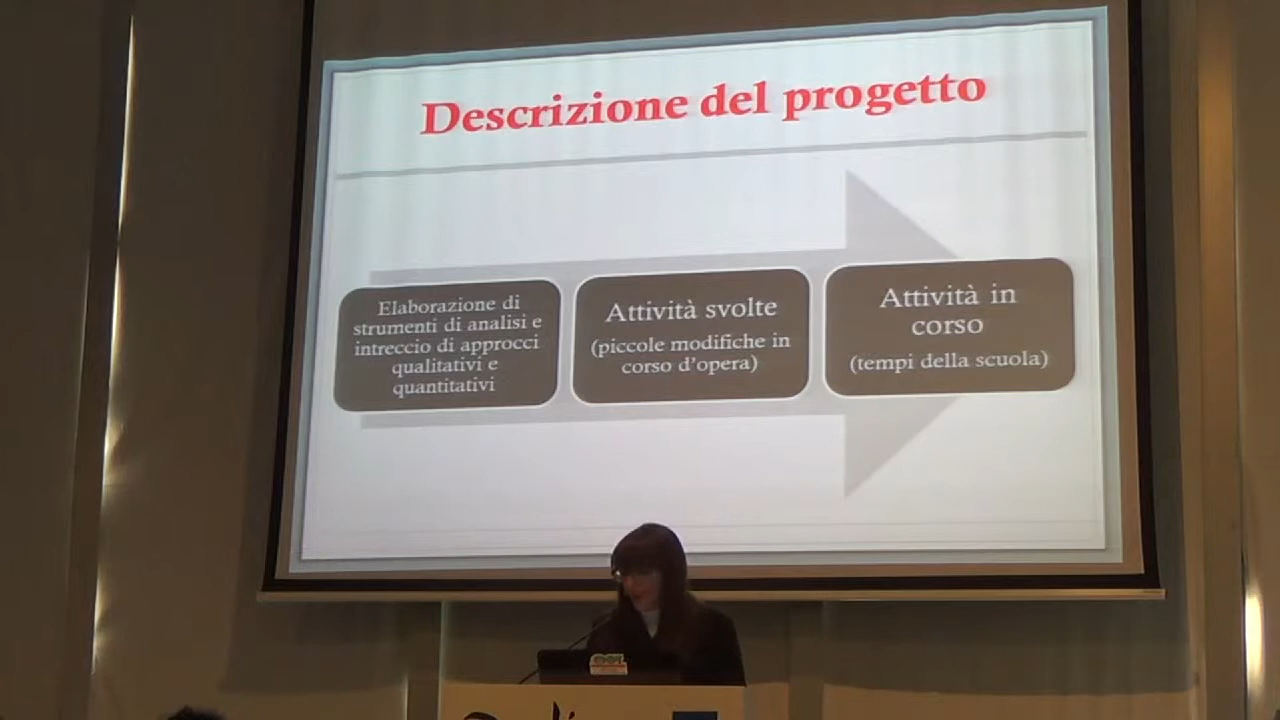 Descrizione del progetto
Elaborazione di
strumenti di analisi e
intreccio di approcci
qualitativi e
quantitativi
Attività svolte
(piccole modifiche in
corso d'opera)
Attività in
corso
(tempi della scuola)